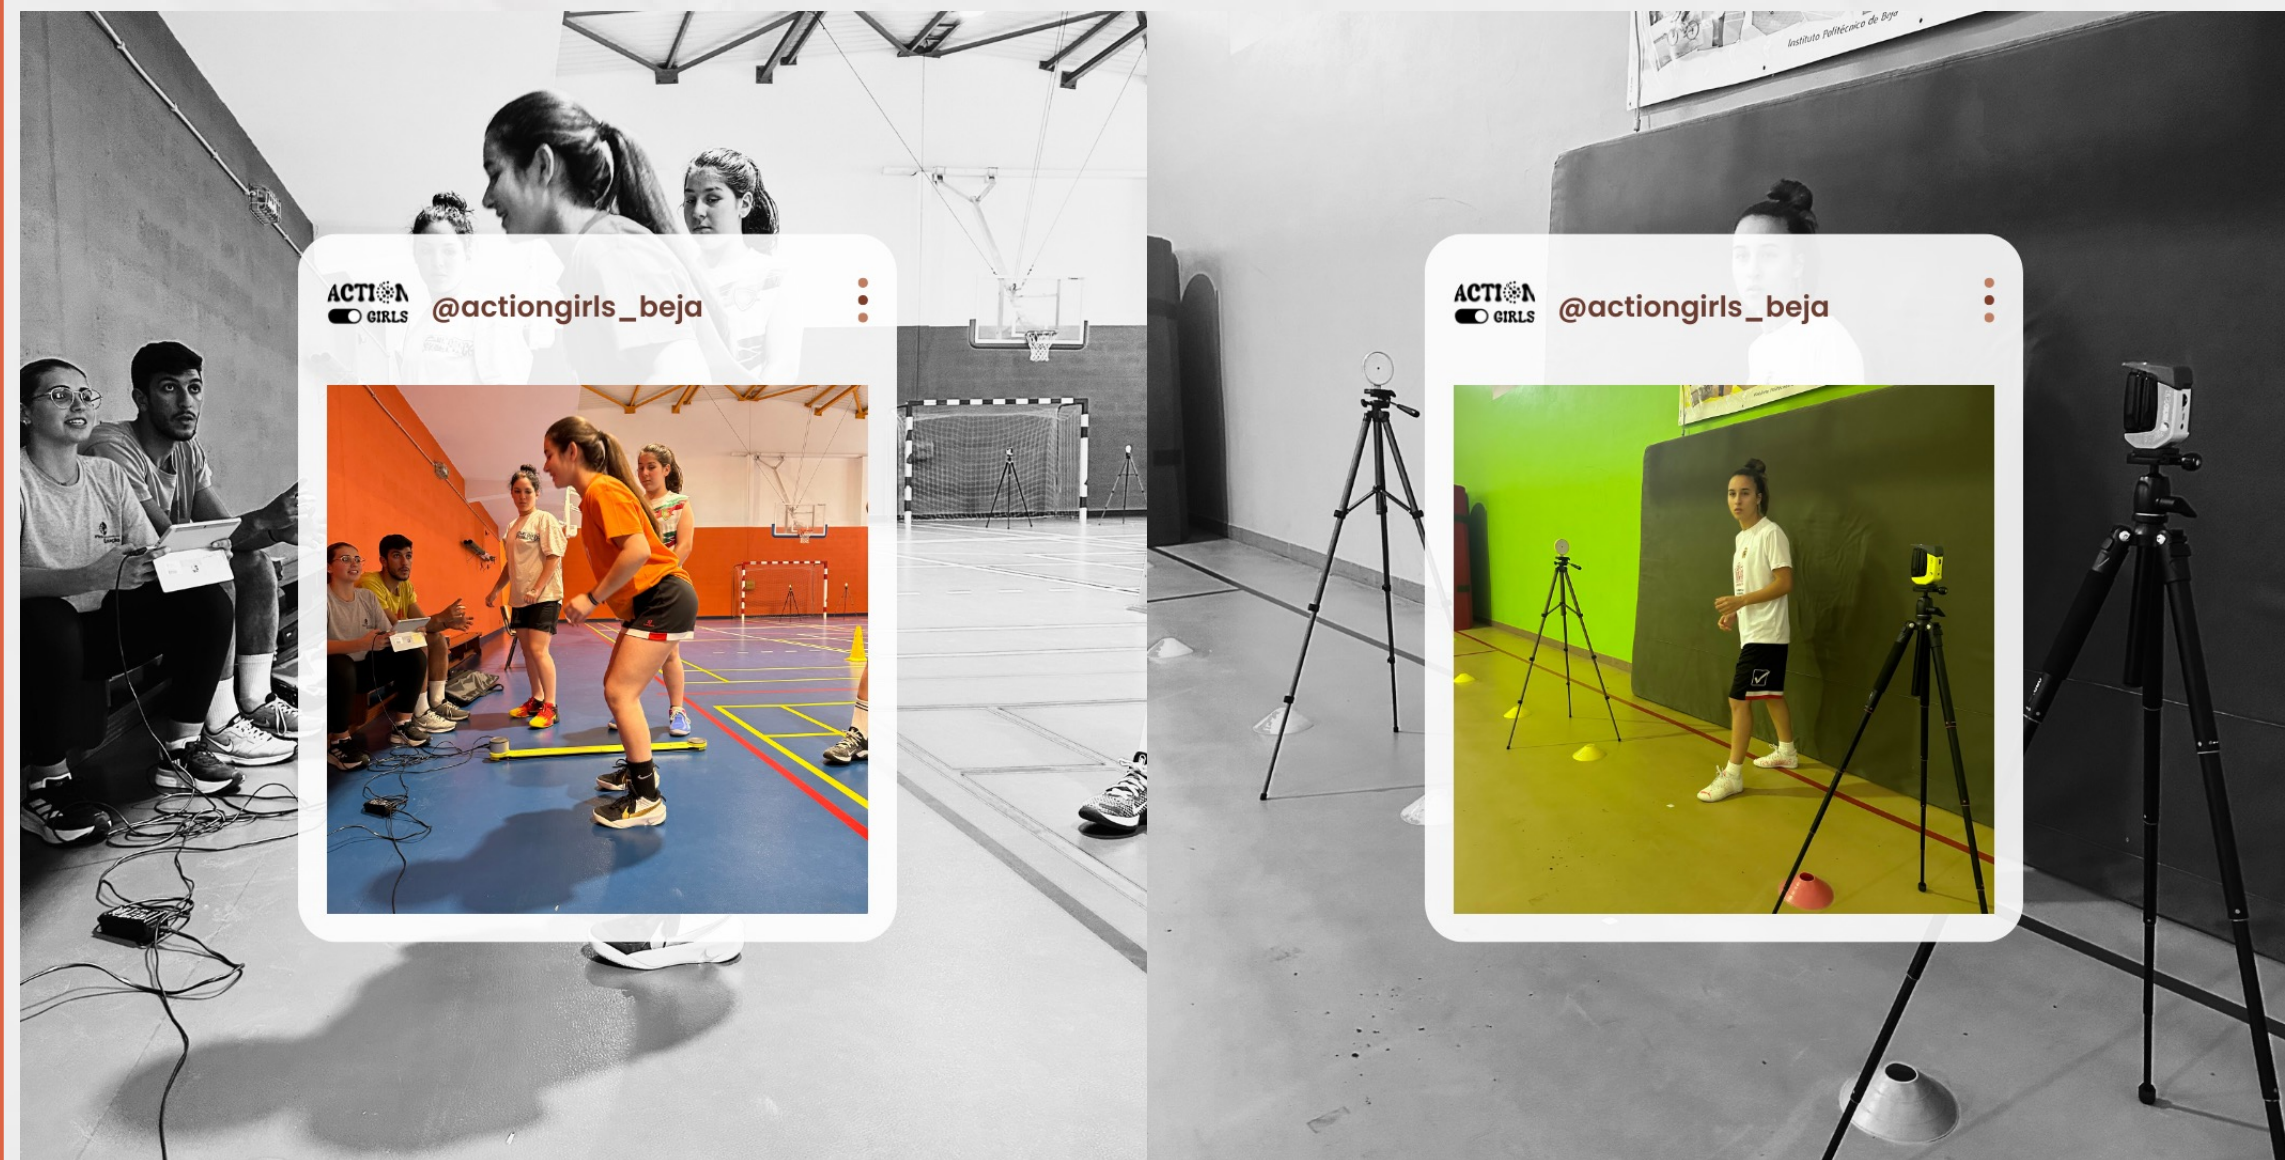 ACTION
GIRLS
@actiongirls_beja
Instituto Politécnico de Beja
ACTION
GIRLS
@actiongirls_beja